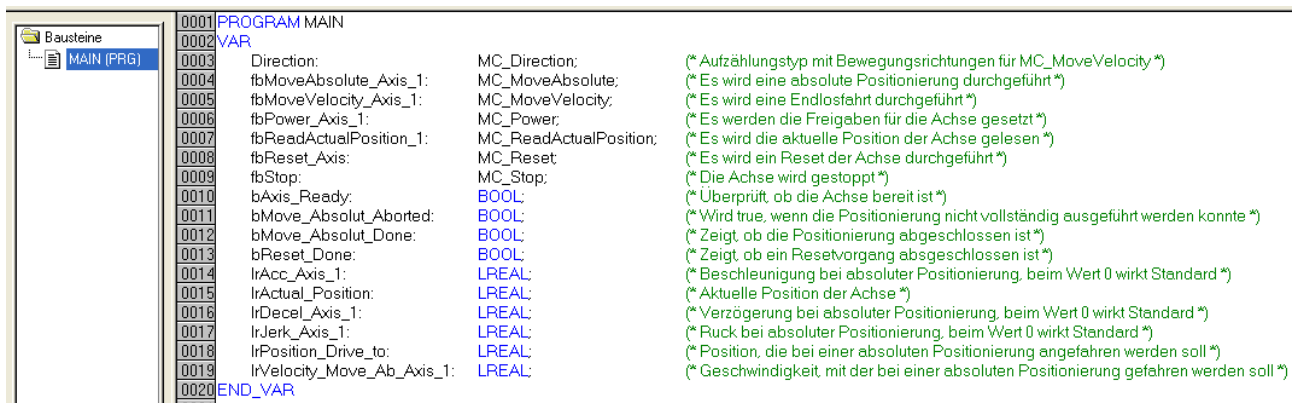 Bausteine
MAIN (PRG)
0001 PROGRAM MAIN
0002 VAR
0003 Direction: MC_Direction; (* Aufzählungstyp mit Bewegungsrichtungen für MC_MoveVelocity *)
0004 fbMoveAbsolute_Axis_1: MC_MoveAbsolute; (* Es wird eine absolute Positionierung durchgeführt *)
0005 fbMoveVelocity_Axis_1: MC_MoveVelocity; (* Es wird eine Endlosfahrt durchgeführt *)
0006 fbPower_Axis_1: MC_Power; (* Es werden die Freigaben für die Achse gesetzt *)
0007 fbReadActualPosition_1: MC_ReadActualPosition; (* Es wird die aktuelle Position der Achse gelesen *)
0008 fbReset_Axis: MC_Reset; (* Es wird ein Reset der Achse durchgeführt *)
0009 fbStop: MC_Stop; (* Die Achse wird gestoppt *)
0010 bAxis_Ready: BOOL; (* Überprüft, ob die Achse bereit ist *)
0011 bMove_Absolut_Aborted: BOOL; (* Wird true, wenn die Positionierung nicht vollständig ausgeführt werden konnte *)
0012 bMove_Absolut_Done: BOOL; (* Zeigt, ob die Positionierung abgeschlossen ist *)
0013 bReset_Done: BOOL; (* Zeigt, ob ein Resetvorgang absgeschlossen ist *)
0014 lrAcc_Axis_1: LREAL; (* Beschleunigung bei absoluter Positionierung, beim Wert 0 wirkt Standard *)
0015 lrActual_Position: LREAL; (* Aktuelle Position der Achse *)
0016 lrDecel_Axis_1: LREAL; (* Verzögerung bei absoluter Positionierung, beim Wert 0 wirkt Standard *)
0017 lrJerk_Axis_1: LREAL; (* Ruck bei absoluter Positionierung, beim Wert 0 wirkt Standard *)
0018 lrPosition_Drive_to: LREAL; (* Position, die bei einer absoluten Positionierung angefahren werden soll *)
0019 lrVelocity_Move_Ab_Axis_1: LREAL; (* Geschwindigkeit, mit der bei einer absoluten Positionierung gefahren werden soll *)
0020 END_VAR